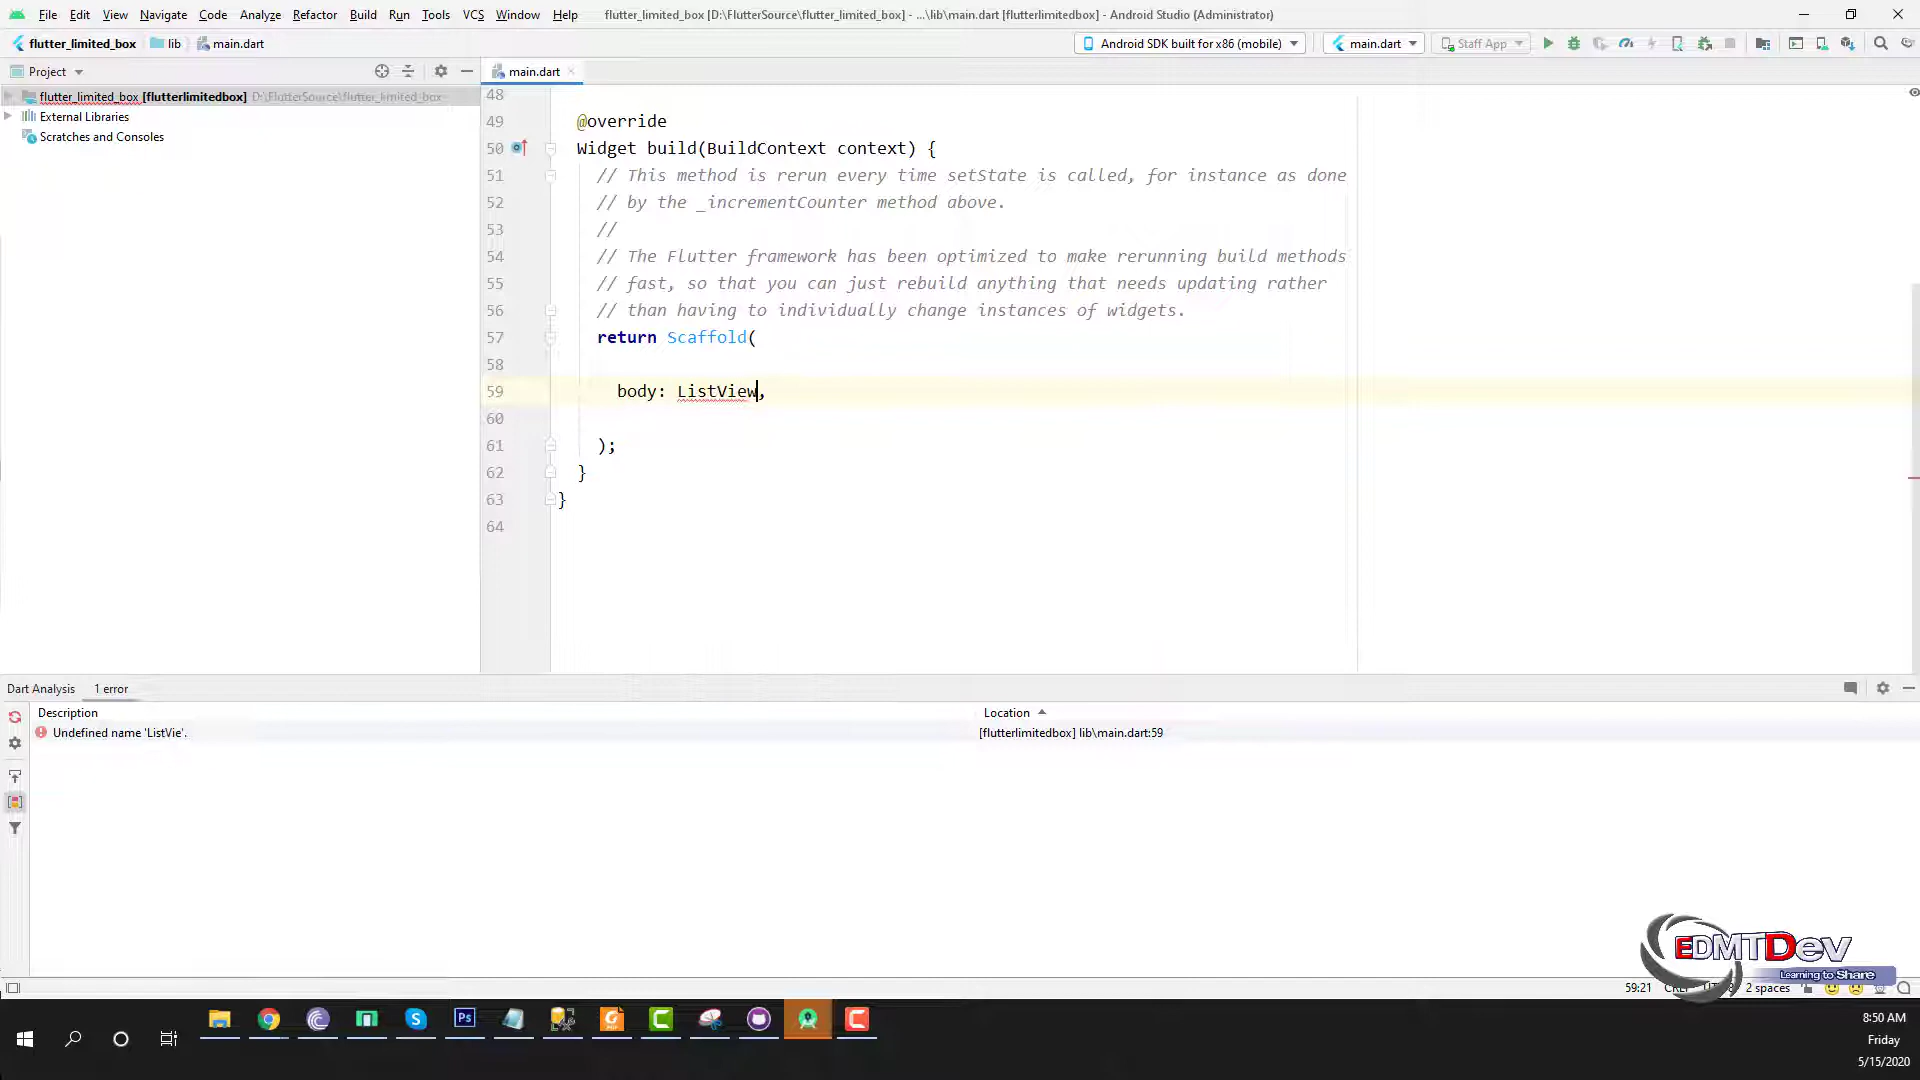 File Edit View Navigate Code Analyze Refactor Build Run Tools VCS Window Help flutter_limited_box [D:\FlutterSource\flutter_limited_box] - ...\lib\main.dart [flutterlimitedbox] - Android Studio (Administrator)
flutter_limited_box lib main.dart Android SDK built for x86 (mobile) main.dart Staff App
Project main.dart
flutter_limited_box [flutterlimitedbox] D:\FlutterSource\flutter_limited_box
External Libraries
Scratches and Consoles
48
49 @override
50 Widget build(BuildContext context) {
51 // This method is rerun every time setState is called, for instance as done
52 // by the _incrementCounter method above.
53 //
54 // The Flutter framework has been optimized to make rerunning build methods
55 // fast, so that you can just rebuild anything that needs updating rather
56 // than having to individually change instances of widgets.
57 return Scaffold(
58
59 body: ListView,
60
61 );
62 }
63 }
64
Dart Analysis 1 error
Description Location
Undefined name 'ListVie'. [flutterlimitedbox] lib\main.dart:59
EDMTDev
Learning to Share
59:21 2 spaces
8:50 AM
Friday
5/15/2020